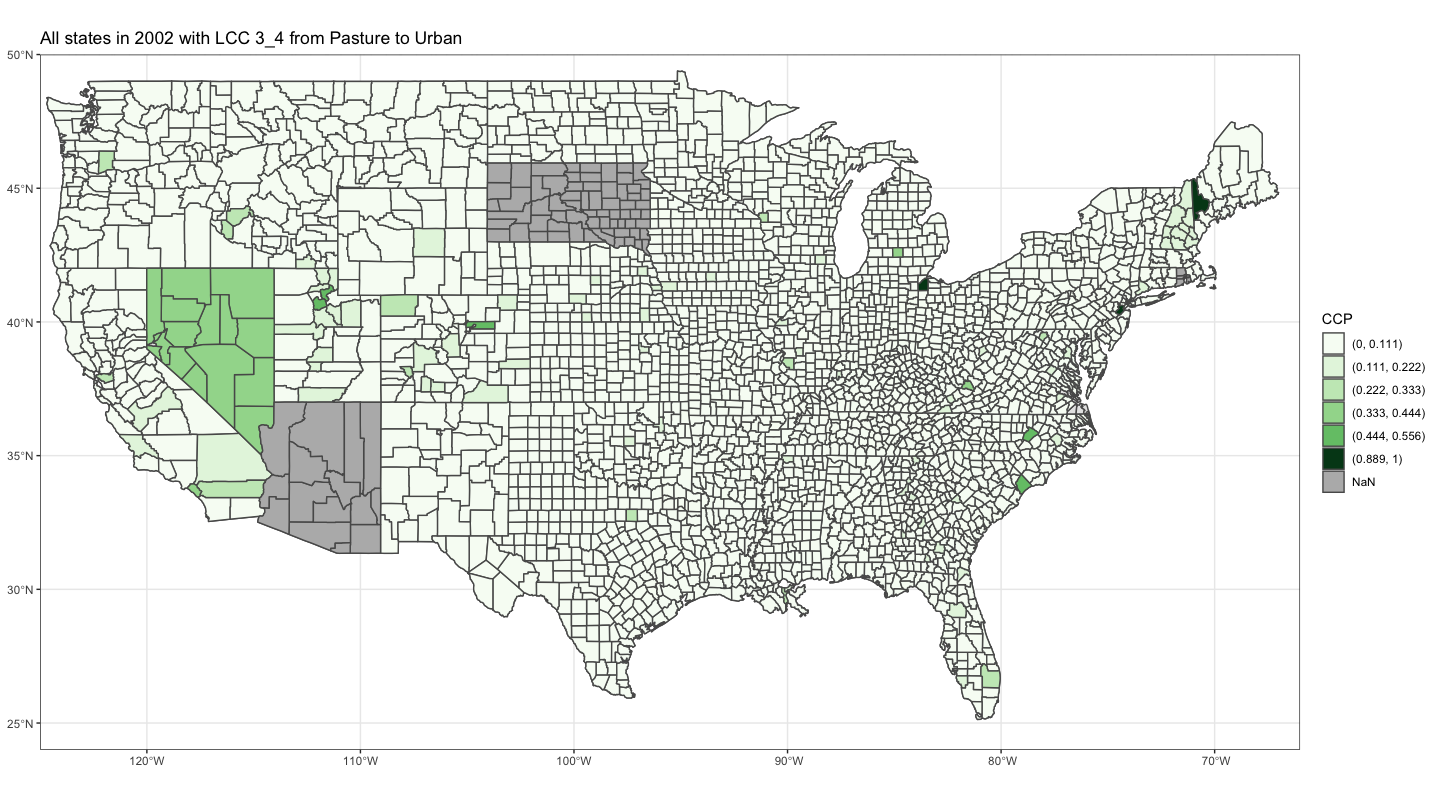 All states in 2002 with LCC 3_4 from Pasture to Urban
50°N
45°N
40°N
35°N
30°N
25°N
120°W
110°W
100°W
90°W
80°W
70°W
CCP
(0, 0.111)
(0.111, 0.222)
(0.222, 0.333)
(0.333, 0.444)
(0.444, 0.556)
(0.889, 1)
NaN